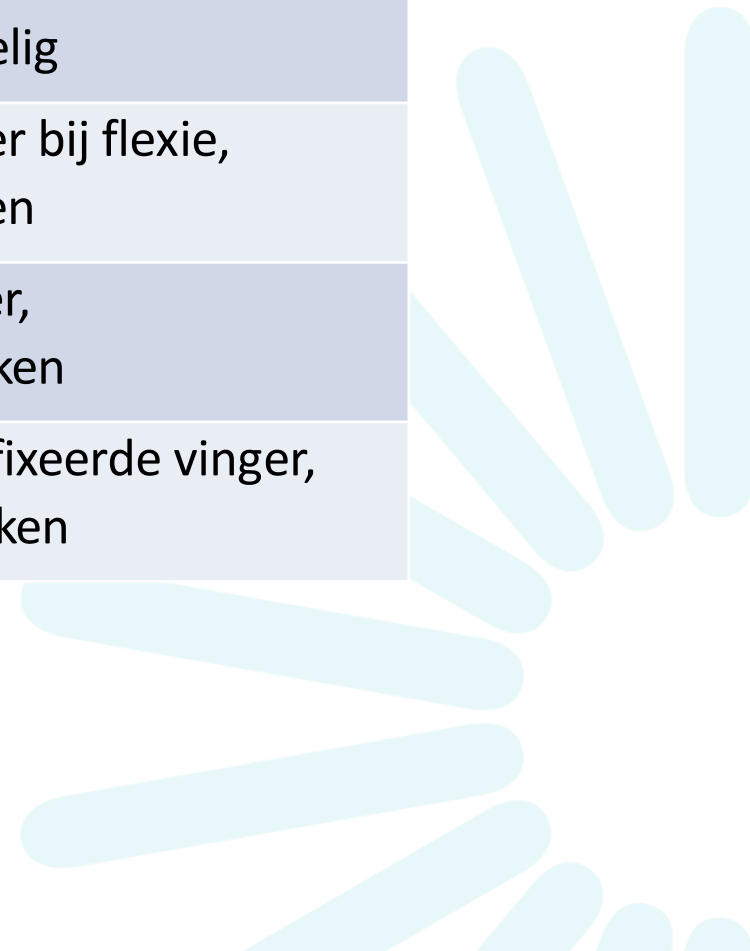 elig
er bij flexie,
en
er,
ken
fixeerde vinger,
ken